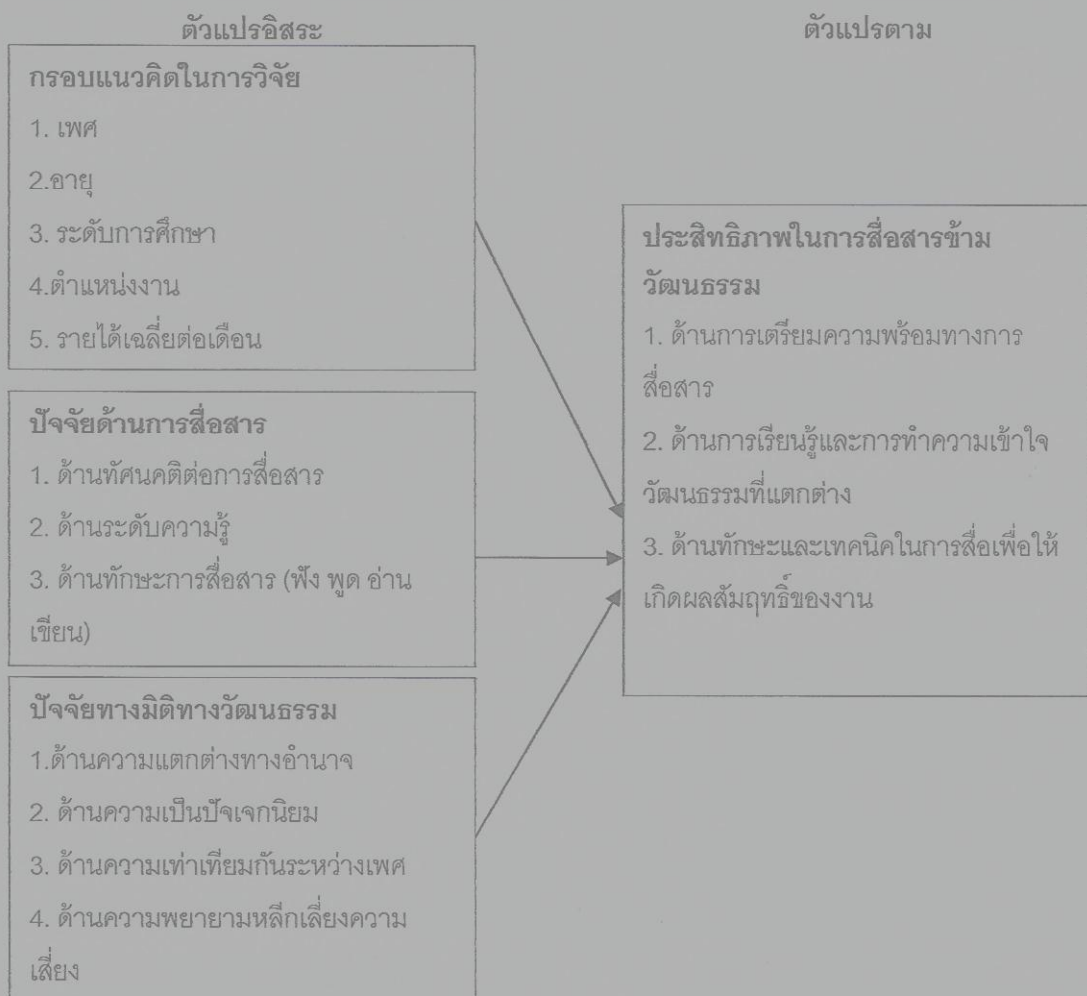 ตัวแปรอิสระ
ตัวแปรตาม
กรอบแนวคิดในการวิจัย
1. เพศ
2.อายุ
3. ระดับการศึกษา
4.ตำแหน่งงาน
5. รายได้เฉลี่ยต่อเดือน
ปัจจัยด้านการสื่อสาร
1. ด้านทัศนคติต่อการสื่อสาร
2. ด้านระดับความรู้
3. ด้านทักษะการสื่อสาร (ฟัง พูด อ่าน
เขียน)
ปัจจัยทางมิติทางวัฒนธรรม
1.ด้านความแตกต่างทางอำนาจ
2. ด้านความเป็นปัจเจกนิยม
3. ด้านความเท่าเทียมกันระหว่างเพศ
4. ด้านความพยายามหลีกเลี่ยงความ
เสี่ยง
ประสิทธิภาพในการสื่อสารข้าม
วัฒนธรรม
1. ด้านการเตรียมความพร้อมทางการ
สื่อสาร
2. ด้านการเรียนรู้และการทำความเข้าใจ
วัฒนธรรมที่แตกต่าง
3. ด้านทักษะและเทคนิคในการสื่อเพื่อให้
เกิดผลสัมฤทธิ์ของงาน